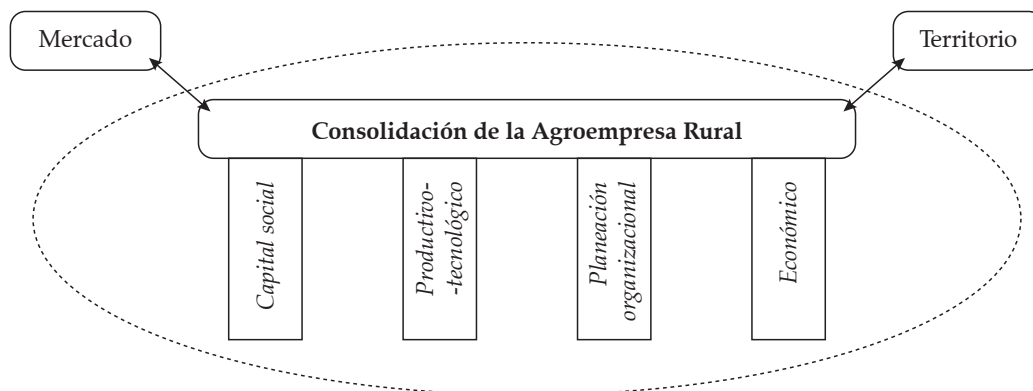 Mercado
Territorio
Consolidación de la Agroempresa Rural
Capital social
Productivo-
-tecnológico
Planeación
organizacional
Económico